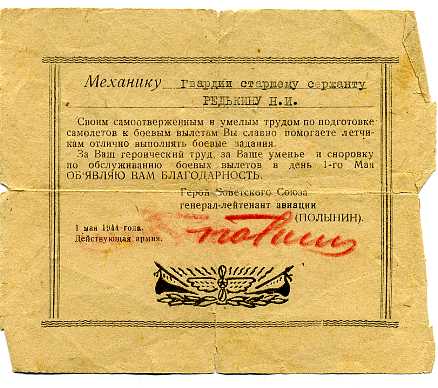 Механику гвардии старшему сержанту
РЕДЬКИНУ Н.И.
Своим самоотверженным и умелым трудом по подготовке
самолетов к боевым вылетам Вы славно помогаете летчи-
кам отлично выполнять боевые задания.
За Ваш героический труд, за Ваше уменье и сноровку
по обслуживанию боевых вылетов в день 1-го Мая
ОБ'ЯВЛЯЮ ВАМ БЛАГОДАРНОСТЬ.
Герой Советского Союза
генерал-лейтенант авиации
(ПОЛЫНИН).
1 мая 1944 года.
Действующая армия.